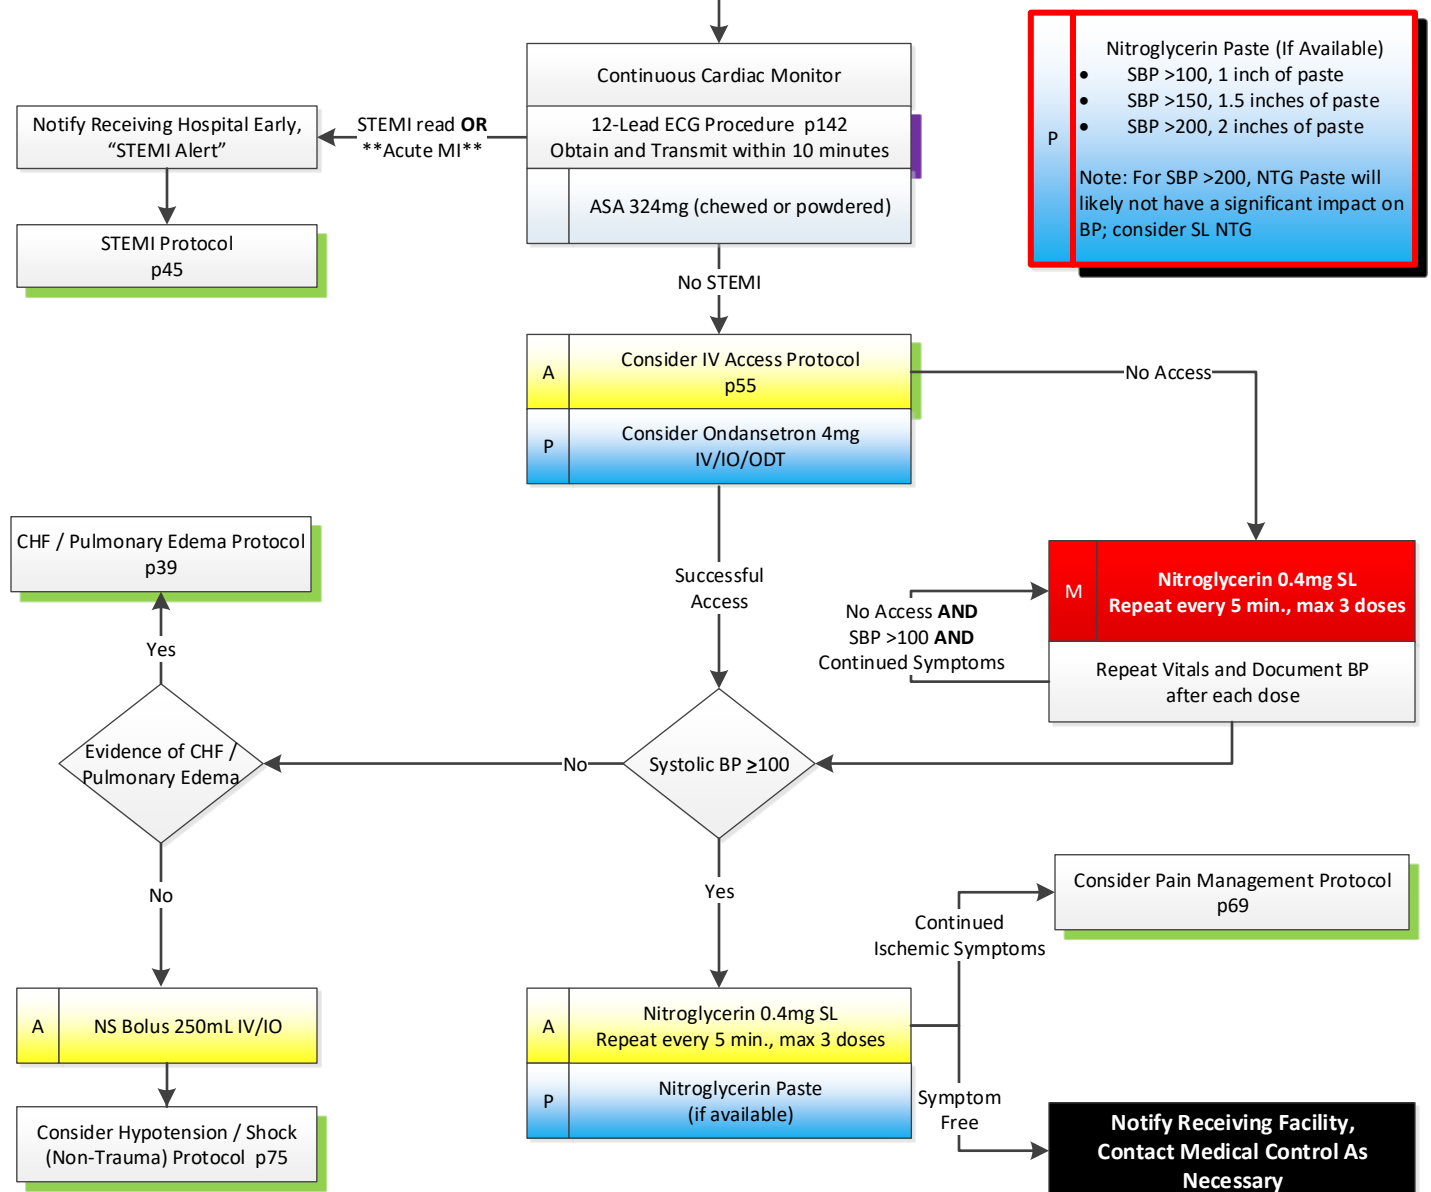 Continuous Cardiac Monitor
12-Lead ECG Procedure  p142
Obtain and Transmit within 10 minutes
ASA 324mg (chewed or powdered)
STEMI read OR
**Acute MI**
Notify Receiving Hospital Early,
“STEMI Alert”
STEMI Protocol
p45
P
Nitroglycerin Paste (If Available)
• SBP >100, 1 inch of paste
• SBP >150, 1.5 inches of paste
• SBP >200, 2 inches of paste
Note: For SBP >200, NTG Paste will
likely not have a significant impact on
BP; consider SL NTG
No STEMI
A
Consider IV Access Protocol
p55
P
Consider Ondansetron 4mg
IV/IO/ODT
No Access
Successful
Access
M
Nitroglycerin 0.4mg SL
Repeat every 5 min., max 3 doses
Repeat Vitals and Document BP
after each dose
No Access AND
SBP >100 AND
Continued Symptoms
CHF / Pulmonary Edema Protocol
p39
Yes
Evidence of CHF /
Pulmonary Edema
No
Systolic BP ≥100
No
A
NS Bolus 250mL IV/IO
Consider Hypotension / Shock
(Non-Trauma) Protocol  p75
Yes
A
Nitroglycerin 0.4mg SL
Repeat every 5 min., max 3 doses
P
Nitroglycerin Paste
(if available)
Continued
Ischemic Symptoms
Consider Pain Management Protocol
p69
Symptom
Free
Notify Receiving Facility,
Contact Medical Control As
Necessary